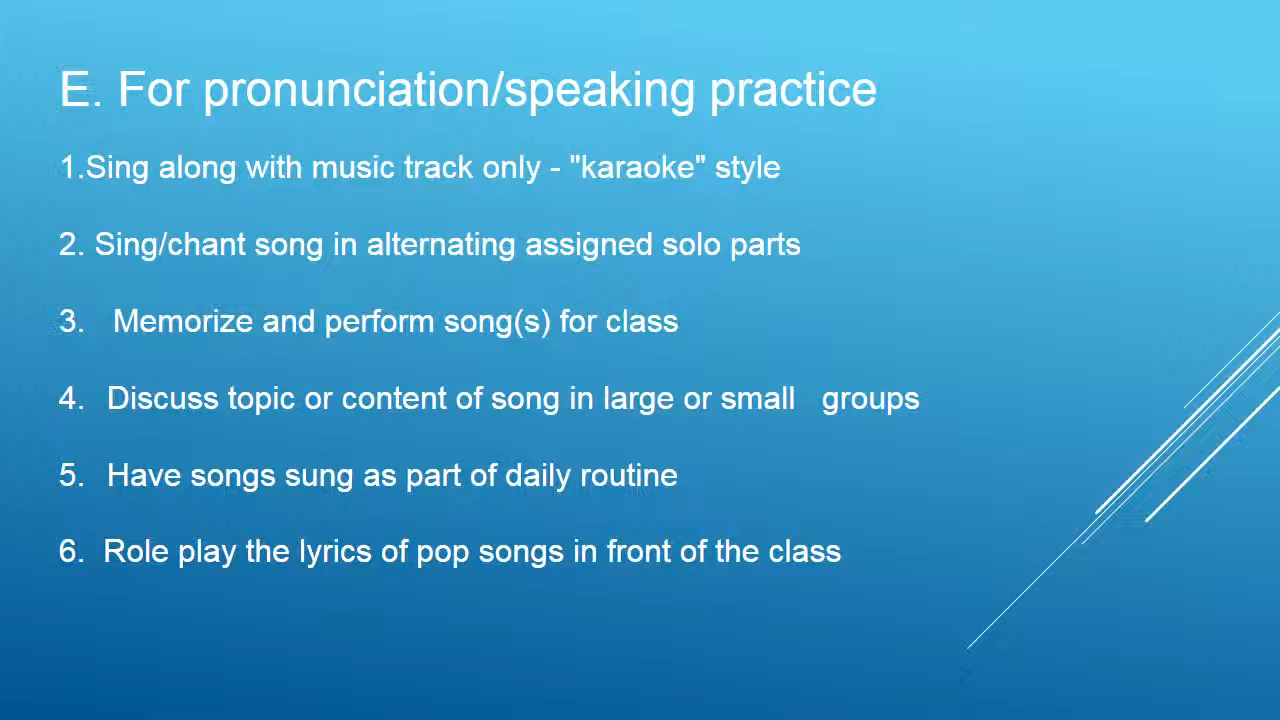 E. For pronunciation/speaking practice
1.Sing along with music track only - "karaoke" style
2. Sing/chant song in alternating assigned solo parts
3. Memorize and perform song(s) for class
4. Discuss topic or content of song in large or small groups
5. Have songs sung as part of daily routine
6. Role play the lyrics of pop songs in front of the class